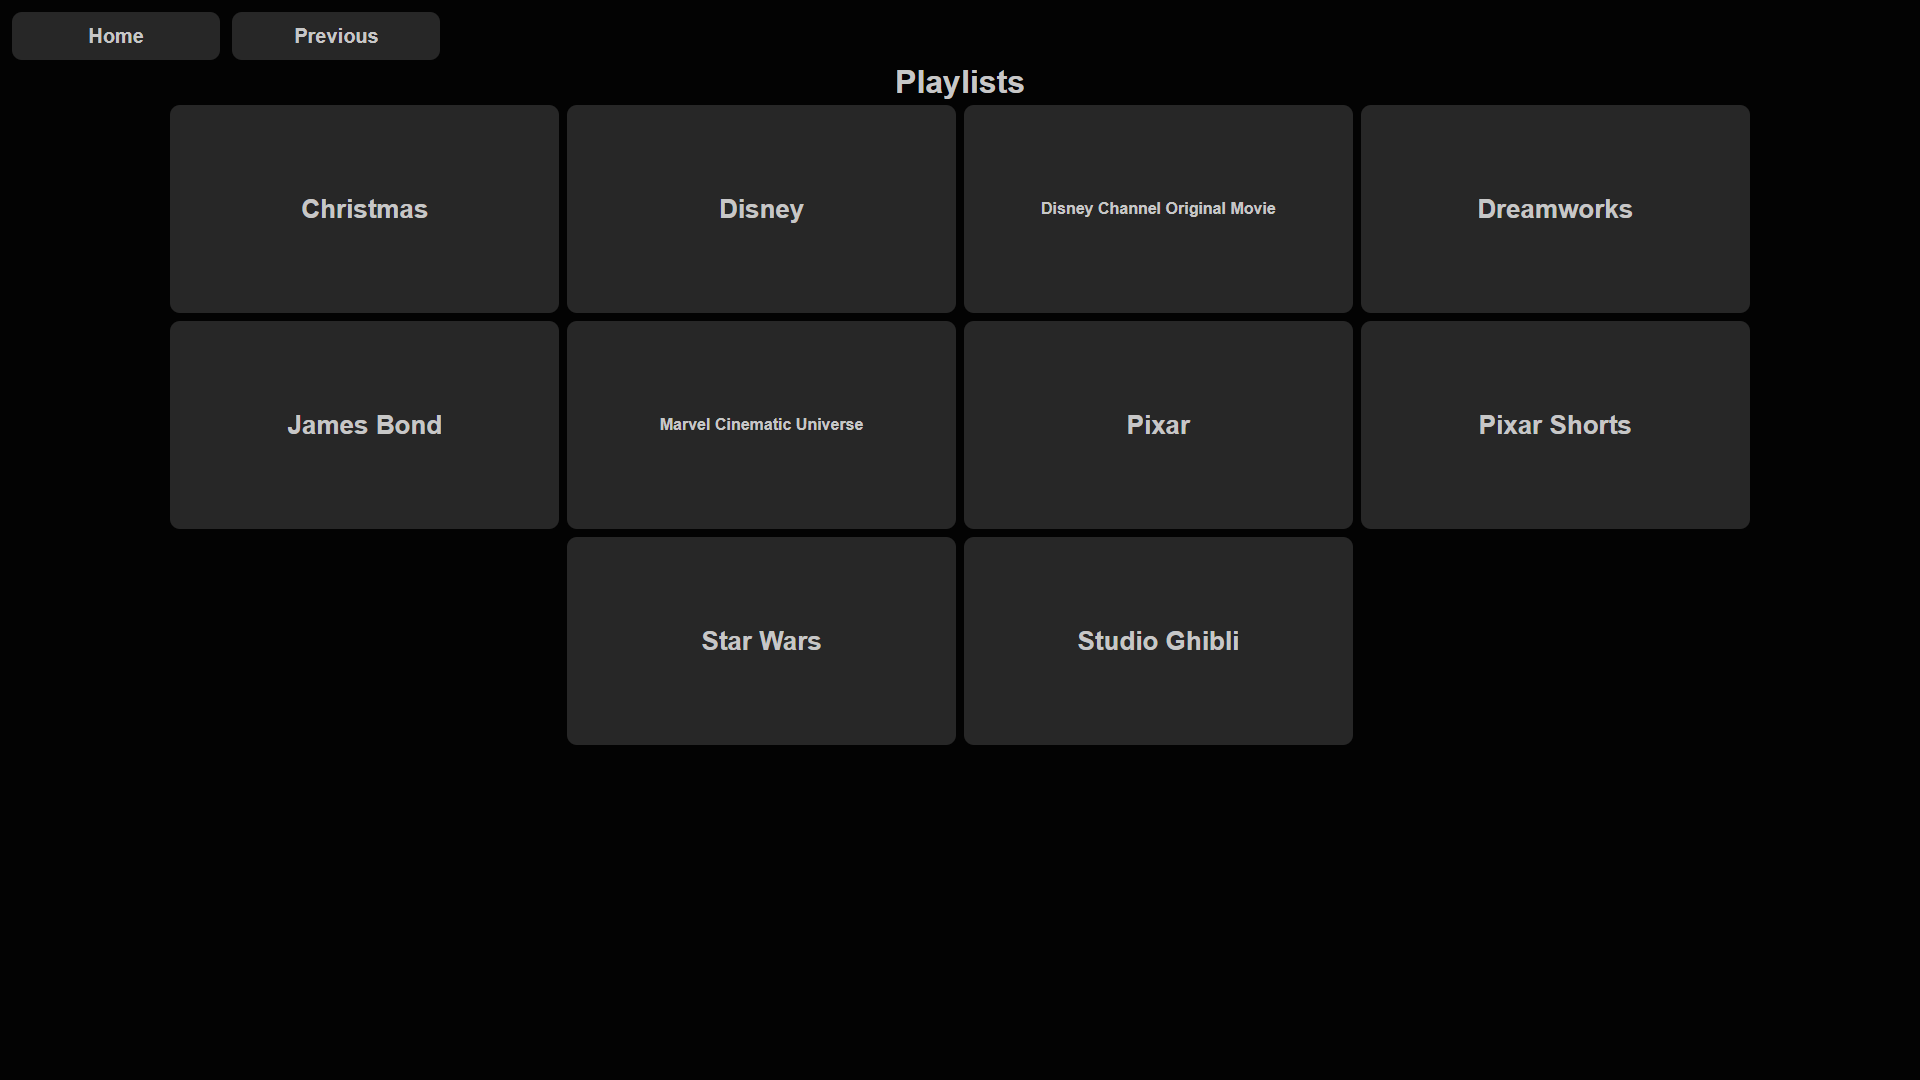 Home
Previous
Playlists
Christmas
Disney
Disney Channel Original Movie
Dreamworks
James Bond
Marvel Cinematic Universe
Pixar
Pixar Shorts
Star Wars
Studio Ghibli